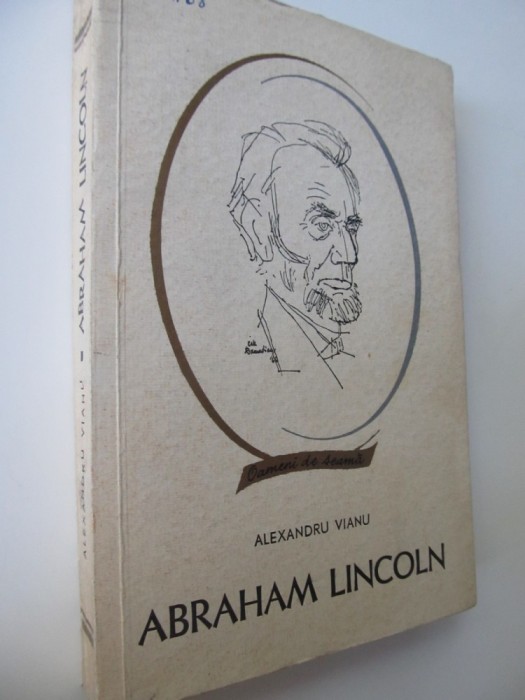 Oameni de seamă
ALEXANDRU VIANU
ABRAHAM LINCOLN
ALEXANDRU VIANU ▪ ABRAHAM LINCOLN